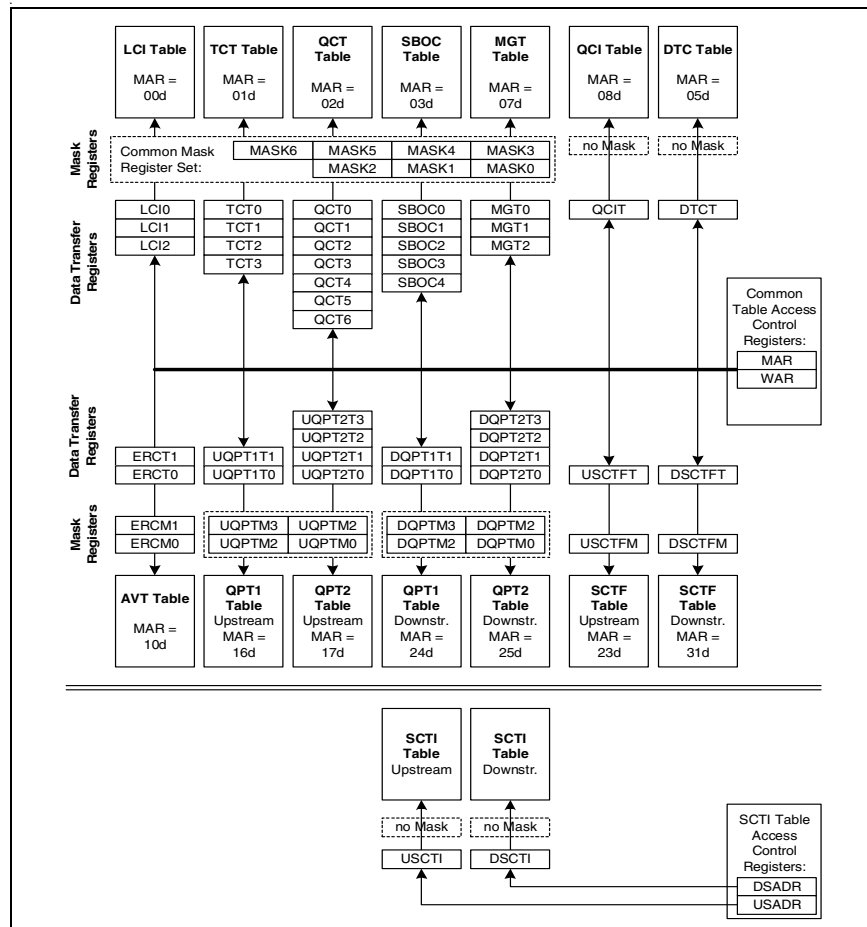 LCI Table
MAR =
00d
TCT Table
MAR =
01d
QCT
Table
MAR =
02d
SBOC
Table
MAR =
03d
MGT
Table
MAR =
07d
QCI Table
MAR =
08d
DTC Table
MAR =
05d
Mask
Registers
Common Mask
Register Set:
MASK6 MASK5 MASK4 MASK3
MASK2 MASK1 MASK0
no Mask
no Mask
Data Transfer
Registers
LCI0
LCI1
LCI2
TCT0
TCT1
TCT2
TCT3
QCT0
QCT1
QCT2
QCT3
QCT4
QCT5
QCT6
SBOC0
SBOC1
SBOC2
SBOC3
SBOC4
MGT0
MGT1
MGT2
QCIT
DTCT
Common
Table Access
Control
Registers:
MAR
WAR
Data Transfer
Registers
ERCT1
ERCT0
UQPT1T1
UQPT1T0
UQPT2T3
UQPT2T2
UQPT2T1
UQPT2T0
DQPT1T1
DQPT1T0
DQPT2T3
DQPT2T2
DQPT2T1
DQPT2T0
USCTFT
DSCTFT
Mask
Registers
ERCM1
ERCM0
UQPTM3 UQPTM2
UQPTM2 UQPTM0
DQPTM3 DQPTM2
DQPTM2 DQPTM0
USCTFM
DSCTFM
AVT Table
MAR =
10d
QPT1
Table
Upstream
MAR =
16d
QPT2
Table
Upstream
MAR =
17d
QPT1
Table
Downstr.
MAR =
24d
QPT2
Table
Downstr.
MAR =
25d
SCTF
Table
Upstream
MAR =
23d
SCTF
Table
Downstr.
MAR =
31d
SCTI
Table
Upstream
SCTI
Table
Downstr.
no Mask
no Mask
USCTI
DSCTI
SCTI Table
Access
Control
Registers:
DSADR
USADR